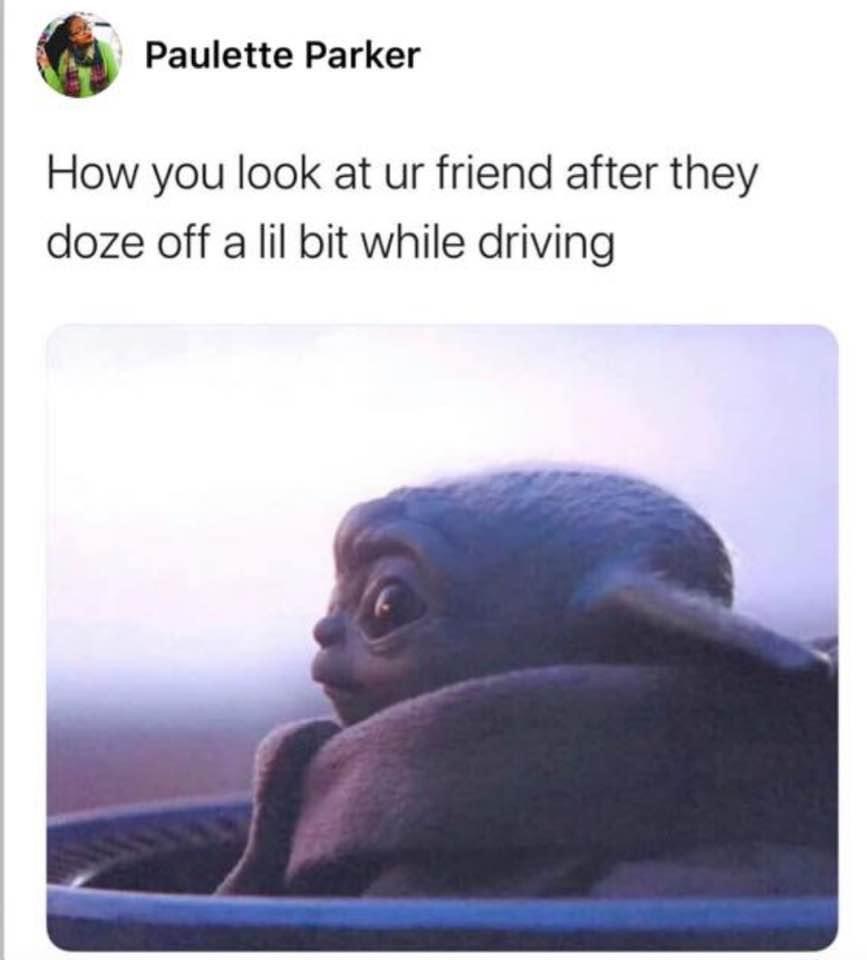 Paulette Parker
How you look at ur friend after they
doze off a lil bit while driving